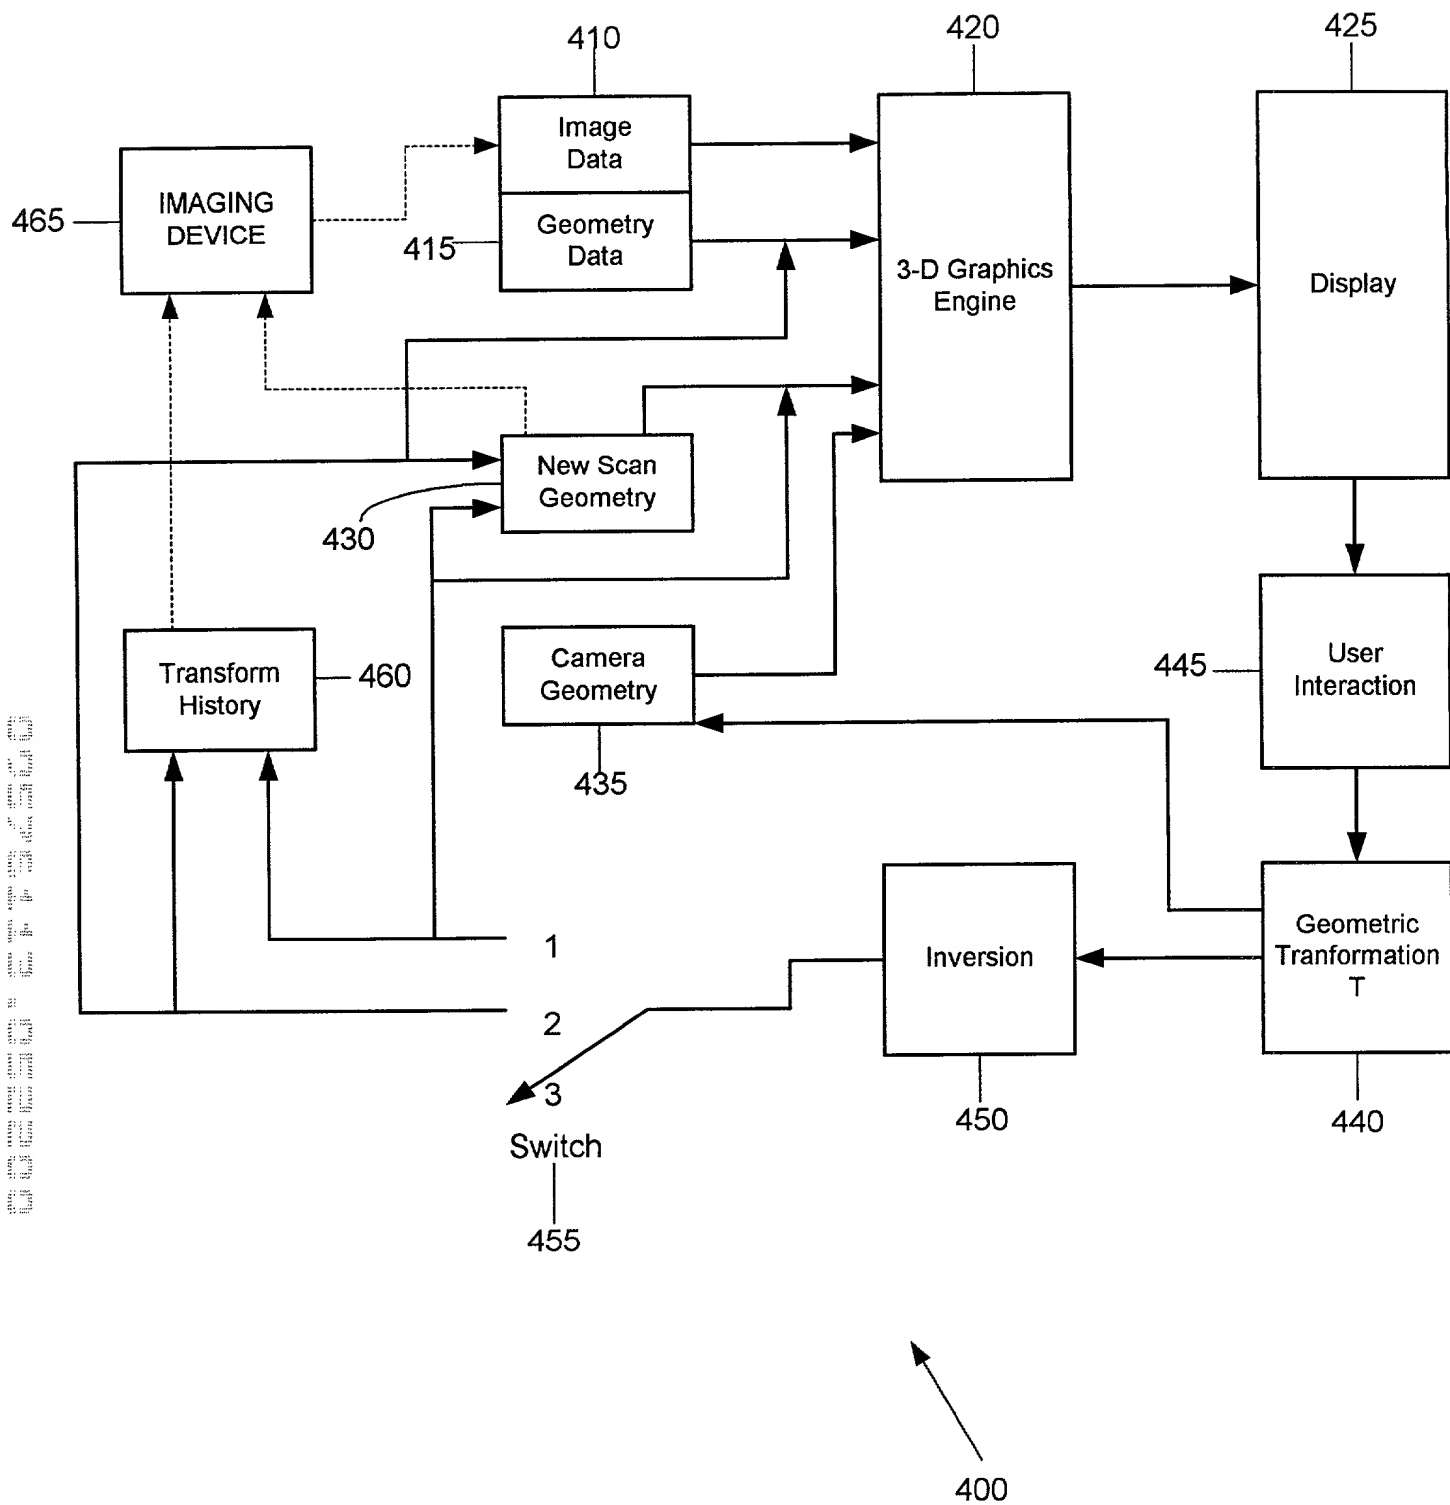 410
420
425
Image
Data
IMAGING
DEVICE
465
Geometry
Data
415
3-D Graphics
Engine
Display
New Scan
Geometry
430
Camera
Geometry
435
Transform
History
460
User
Interaction
445
Geometric
Tranformation
T
440
Inversion
450
1
2
3
Switch
455
400